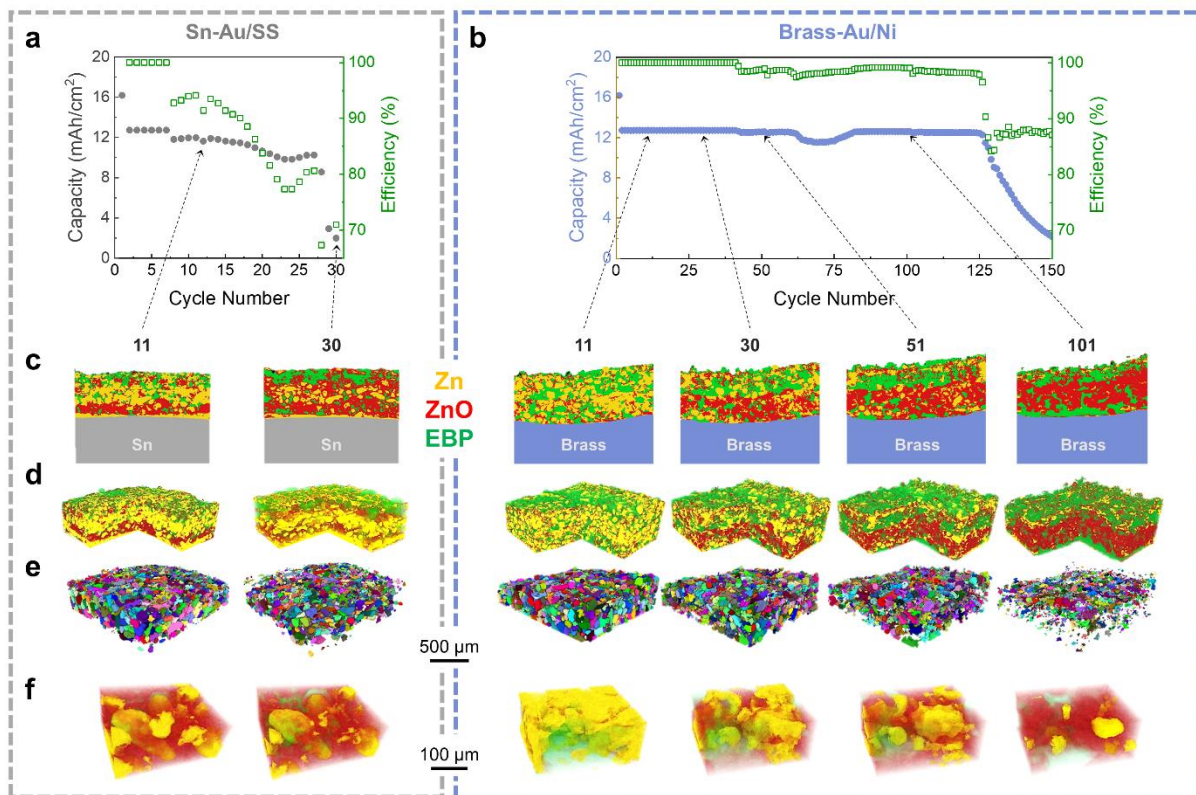 a
Sn-Au/SS
Capacity (mAh/cm²)
20
16
12
8
4
0
100
90
80
70
Efficiency (%)
0 5 10 15 20 25 30
Cycle Number
b
Brass-Au/Ni
Capacity (mAh/cm²)
20
16
12
8
4
0
100
90
80
70
Efficiency (%)
0 25 50 75 100 125 150
Cycle Number
11 30
11 30 51 101
c
Sn Sn
Zn
ZnO
EBP
Brass Brass Brass Brass
d
e
500 µm
f
100 µm